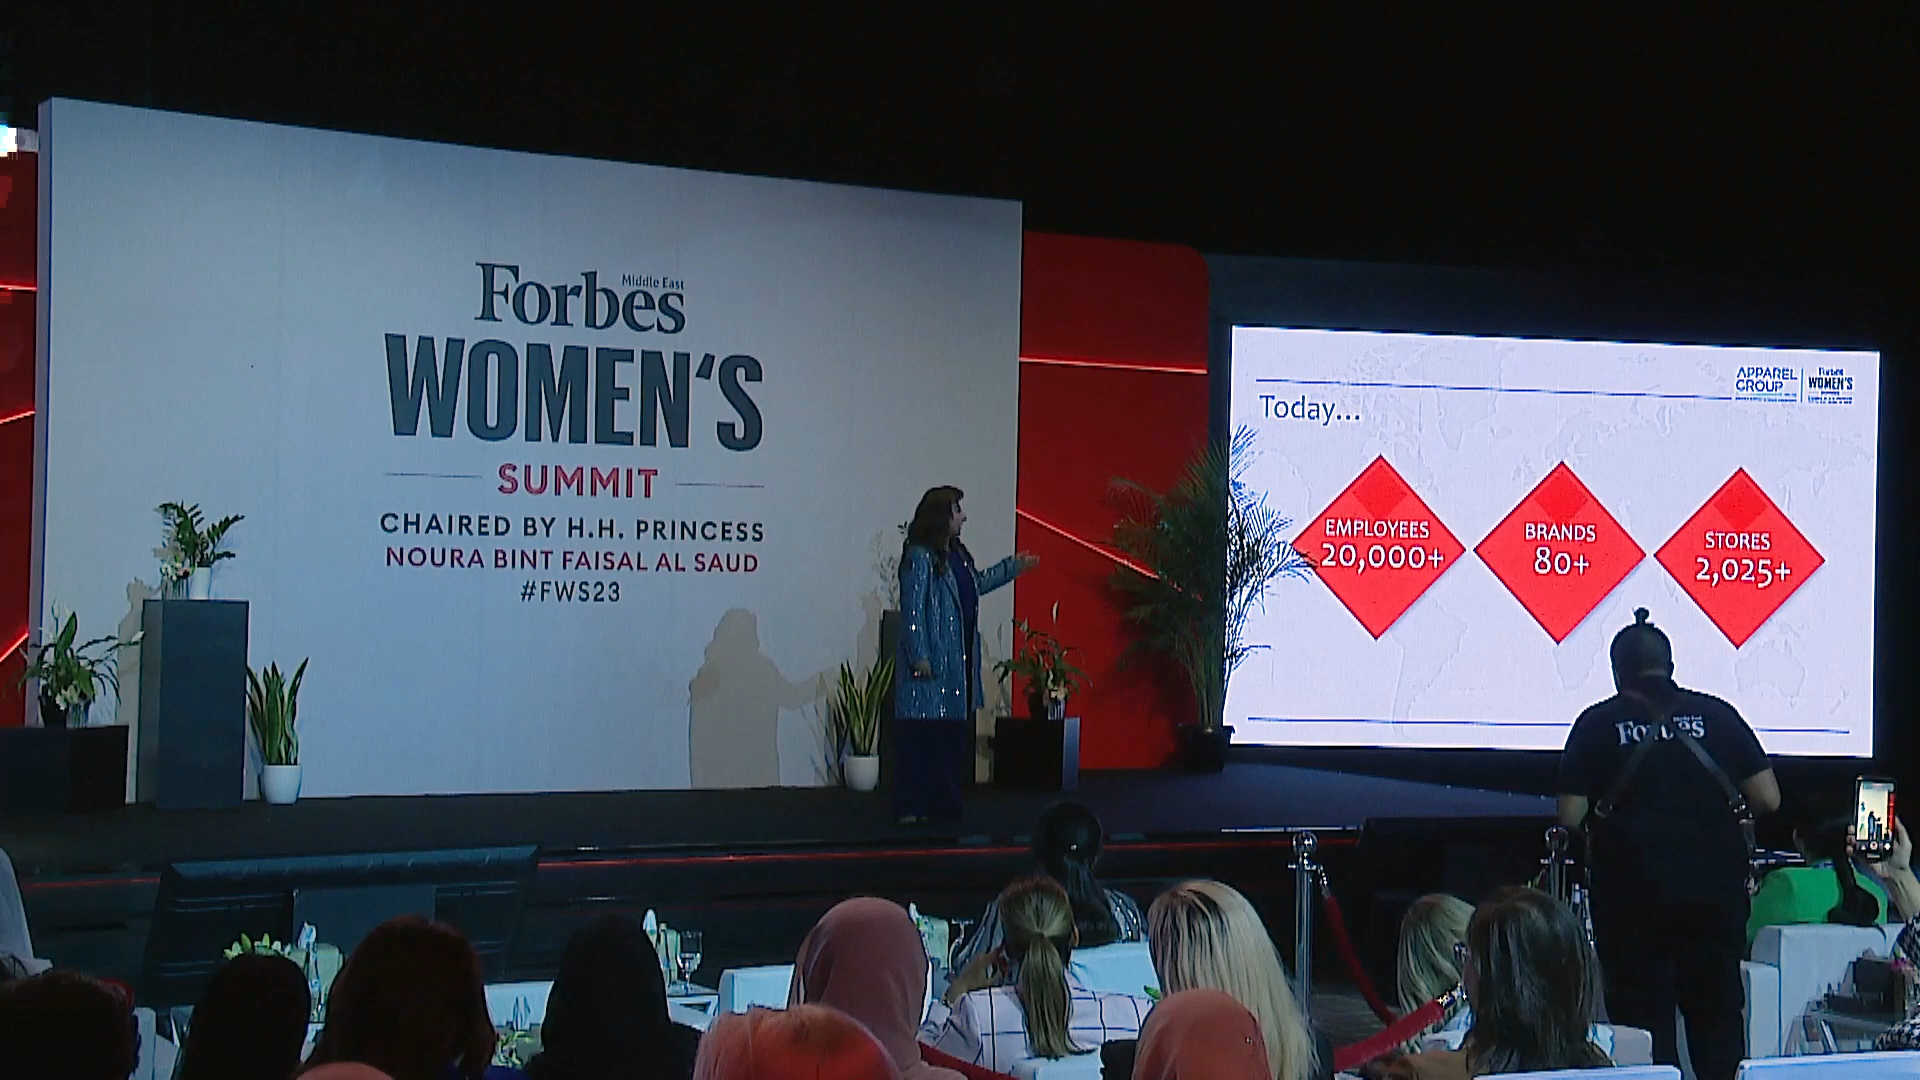 Forbes
Middle East
WOMEN'S
SUMMIT
CHAIRED BY H.H. PRINCESS
NOURA BINT FAISAL AL SAUD
#FWS23
APPAREL
GROUP
Forbes
WOMEN'S
Today...
EMPLOYEES
20,000+
BRANDS
80+
STORES
2,025+
Forbes